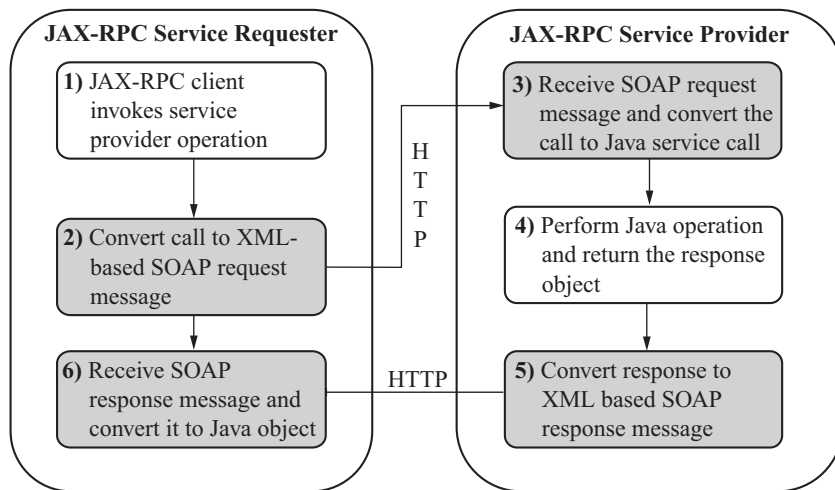 JAX-RPC Service Requester
1) JAX-RPC client
invokes service
provider operation
2) Convert call to XML-
based SOAP request
message
6) Receive SOAP
response message and
convert it to Java object
H
T
T
P
HTTP
JAX-RPC Service Provider
3) Receive SOAP request
message and convert the
call to Java service call
4) Perform Java operation
and return the response
object
5) Convert response to
XML based SOAP
response message